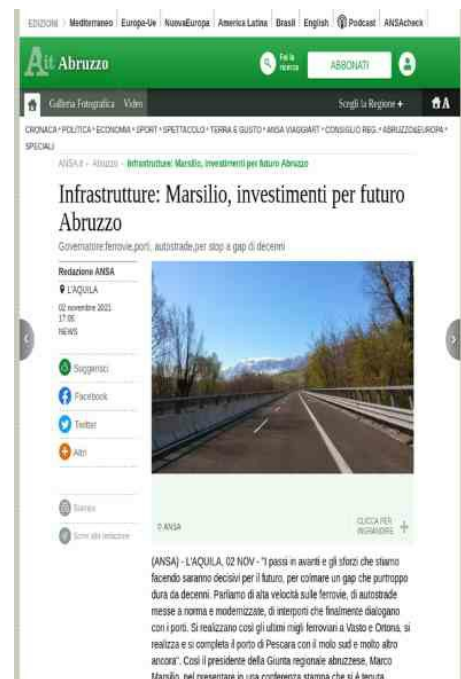 EDIZIONI Mediterraneo Europa-Ue NuovaEuropa America Latina Brasil English Podcast ANSAcheck
Ait Abruzzo
Fai la ricerca
ABBONATI
Galleria Fotografica Video
Scegli la Regione +
A
CRONACA • POLITICA • ECONOMIA • SPORT • SPETTACOLO • TERRA E GUSTO • ANSA VIAGGIART • CONSIGLIO REG. • ABRUZZO&EUROPA •
SPECIALI
ANSA.it Abruzzo Infrastrutture: Marsilio, investimenti per futuro Abruzzo
Infrastrutture: Marsilio, investimenti per futuro
Abruzzo
Governatore:ferrovie,porti, autostrade,per stop a gap di decenni
Redazione ANSA
L'AQUILA
02 novembre 2021
17:05
NEWS
Suggerisci
Facebook
Twitter
Altri
Stampa
Scrivi alla redazione
© ANSA
CLICCA PER
INGRANDIRE
(ANSA) - L'AQUILA, 02 NOV - "I passi in avanti e gli sforzi che stiamo
facendo saranno decisivi per il futuro, per colmare un gap che purtroppo
dura da decenni. Parliamo di alta velocità sulle ferrovie, di autostrade
messe a norma e modernizzate, di interporti che finalmente dialogano
con i porti. Si realizzano così gli ultimi migli ferroviari a Vasto e Ortona, si
realizza e si completa il porto di Pescara con il molo sud e molto altro
ancora". Così il presidente della Giunta regionale abruzzese, Marco
Marsilio, nel presentare in una conferenza stampa che si è tenuta